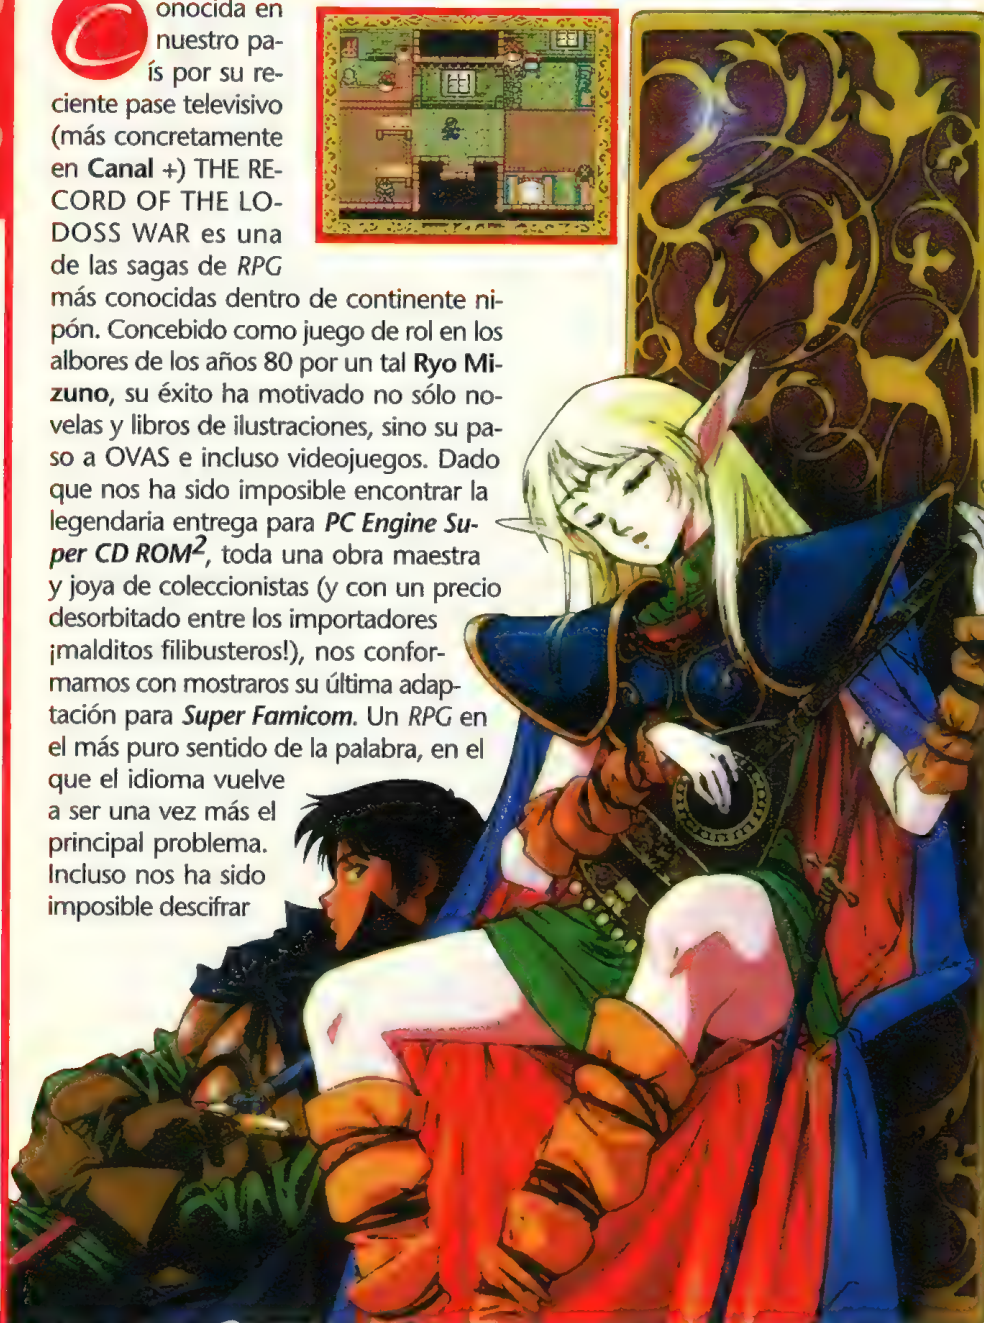 Conocida en
nuestro pa-
ís por su re-
ciente pase televisivo
(más concretamente
en Canal +) THE RE-
CORD OF THE LO-
DOSS WAR es una
de las sagas de RPG
más conocidas dentro de continente ni-
pón. Concebido como juego de rol en los
albores de los años 80 por un tal Ryo Mi-
zuno, su éxito ha motivado no sólo no-
velas y libros de ilustraciones, sino su pa-
so a OVAS e incluso videojuegos. Dado
que nos ha sido imposible encontrar la
legendaria entrega para PC Engine Su-
per CD ROM², toda una obra maestra
y joya de coleccionistas (y con un precio
desorbitado entre los importadores
¡malditos filibusteros!), nos confor-
mamos con mostraros su última adap-
tación para Super Famicom. Un RPG en
el más puro sentido de la palabra, en el
que el idioma vuelve
a ser una vez más el
principal problema.
Incluso nos ha sido
imposible descifrar